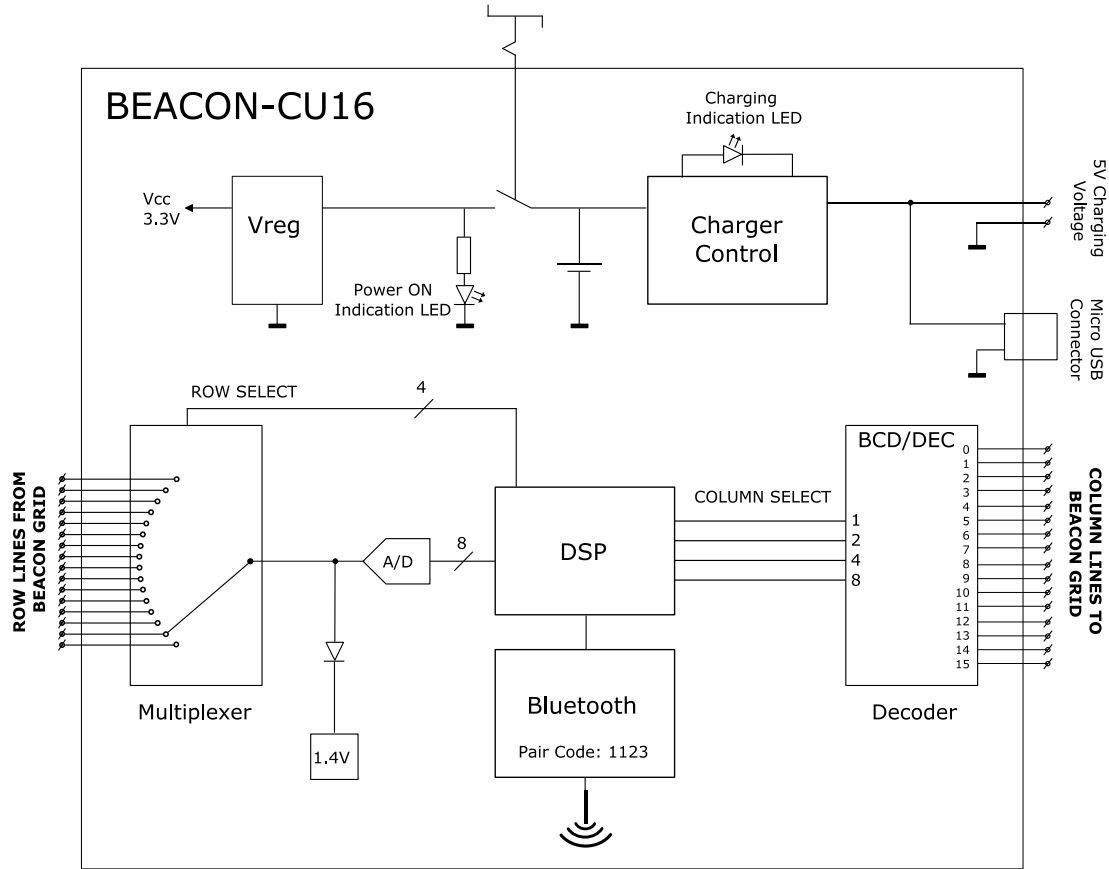 BEACON-CU16
Charging
Indication LED
Vcc
3.3V
Vreg
Charger
Control
5V Charging
Voltage
Power ON
Indication LED
Micro USB
Connector
ROW SELECT
4
BCD/DEC
ROW LINES FROM
BEACON GRID
A/D
8
DSP
COLUMN SELECT
1
2
4
8
0
1
2
3
4
5
6
7
8
9
10
11
12
13
14
15
COLUMN LINES TO
BEACON GRID
Multiplexer
1.4V
Bluetooth
Pair Code: 1123
Decoder